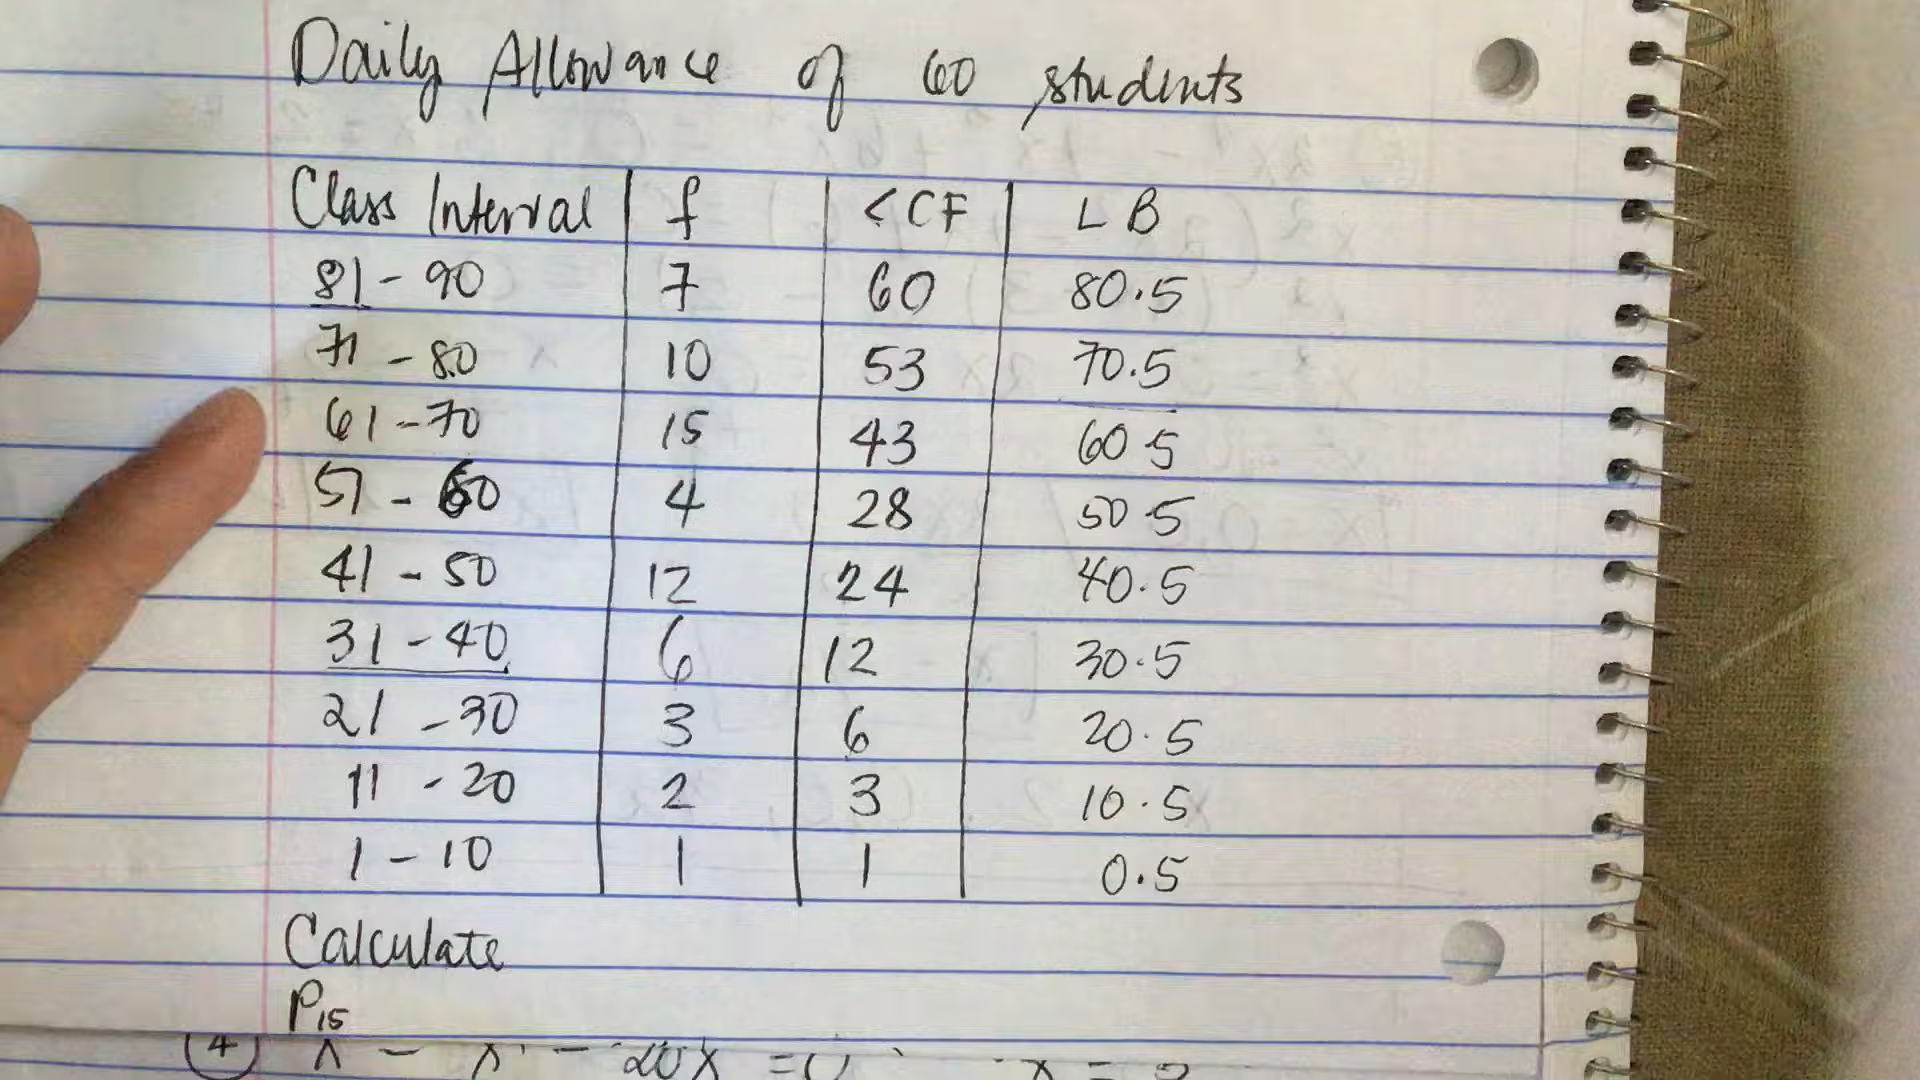 Daily Allowance of 60 students
Class Interval f <CF LB
81 - 90 7 60 80.5
71 - 80 10 53 70.5
61 - 70 15 43 60.5
51 - 60 4 28 50.5
41 - 50 12 24 40.5
31 - 40 6 12 30.5
21 - 30 3 6 20.5
11 - 20 2 3 10.5
1 - 10 1 1 0.5
Calculate
P15